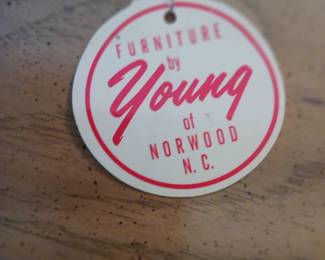 FURNITURE
by
Young
of
NORWOOD
N. C.